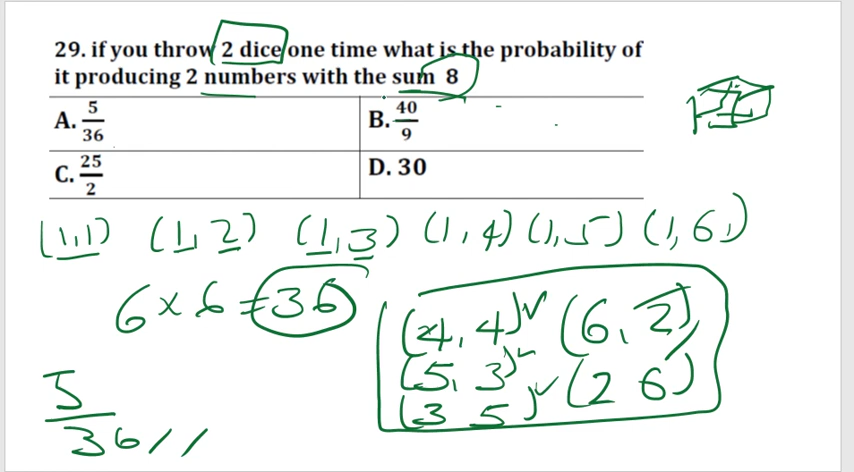 29. if you throw 2 dice one time what is the probability of
it producing 2 numbers with the sum 8
A. 5/36
B. 40/9
C. 25/2
D. 30
(1,1) (1,2) (1,3) (1,4) (1,5) (1,6,)
6 x 6 = 36
(4,4) ✓ (6,2)
(5,3) ✓ (2 6)
(3 5) ✓
5/36 //